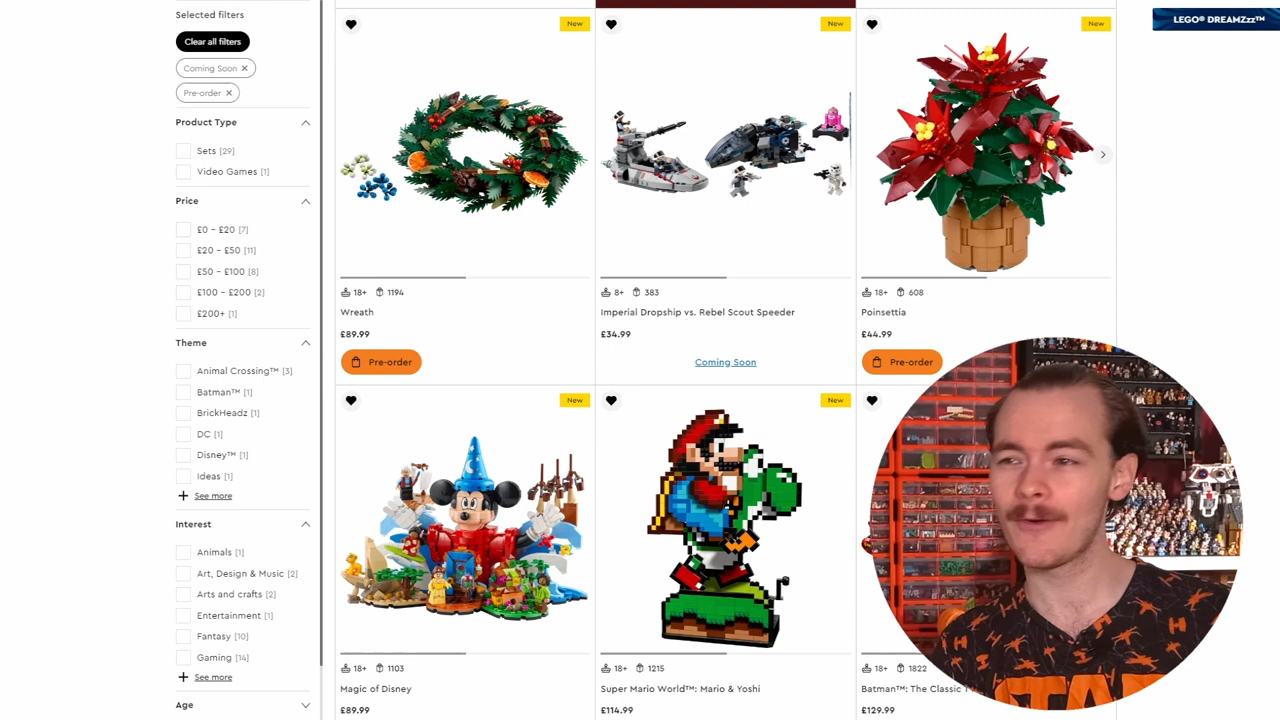 Selected filters
Clear all filters
Coming Soon ✕
Pre-order ✕
Product Type
Sets [29]
Video Games [1]
Price
£0 – £20 [7]
£20 – £50 [11]
£50 – £100 [8]
£100 – £200 [2]
£200+ [1]
Theme
Animal Crossing™ [3]
Batman™ [1]
BrickHeadz [1]
DC [1]
Disney™ [1]
Ideas [1]
See more
Interest
Animals [1]
Art, Design & Music [2]
Arts and crafts [2]
Entertainment [1]
Fantasy [10]
Gaming [14]
See more
Age
LEGO® DREAMZzz™
New
18+ 1194
Wreath
£89.99
Pre-order
New
8+ 383
Imperial Dropship vs. Rebel Scout Speeder
£34.99
Coming Soon
New
18+ 608
Poinsettia
£44.99
Pre-order
New
18+ 1103
Magic of Disney
£89.99
New
18+ 1215
Super Mario World™: Mario & Yoshi
£114.99
18+ 1822
Batman™: The Classic
£129.99